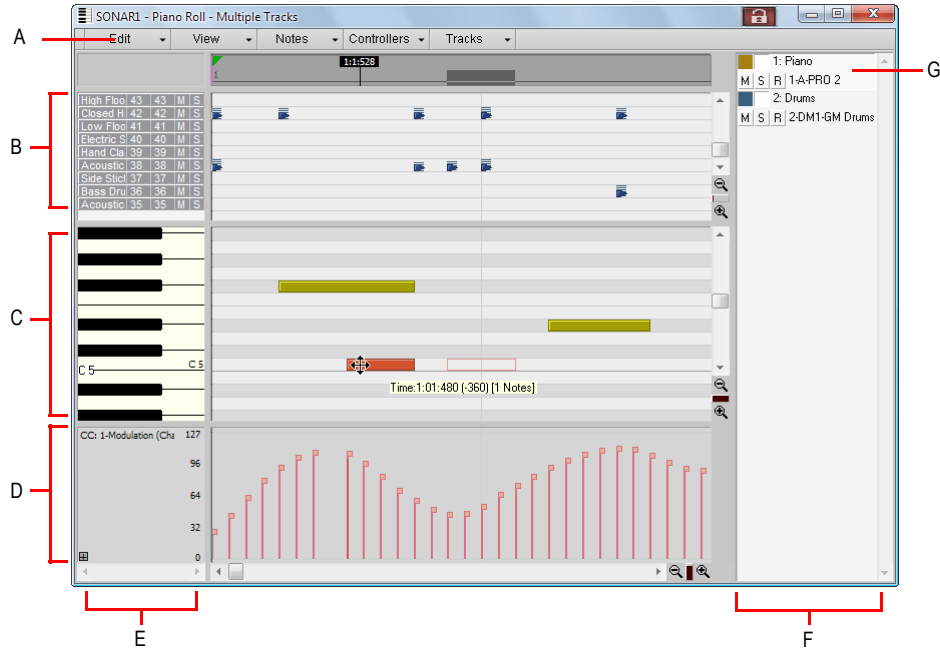 SONAR1 - Piano Roll - Multiple Tracks
A
Edit View Notes Controllers Tracks
1:1:528
1
1: Piano
G
M S R 1-A-PRO 2
2: Drums
M S R 2-DM1-GM Drums
B
High Floo 43 43 M S
Closed H 42 42 M S
Low Floo 41 41 M S
Electric S 40 40 M S
Hand Cla 39 39 M S
Acoustic 38 38 M S
Side Sticl 37 37 M S
Bass Dru 36 36 M S
Acoustic 35 35 M S
C
C 5 C 5
Time:1:01:480 (-360) [1 Notes]
D
CC: 1-Modulation (Cha 127
96
64
32
0
E
F